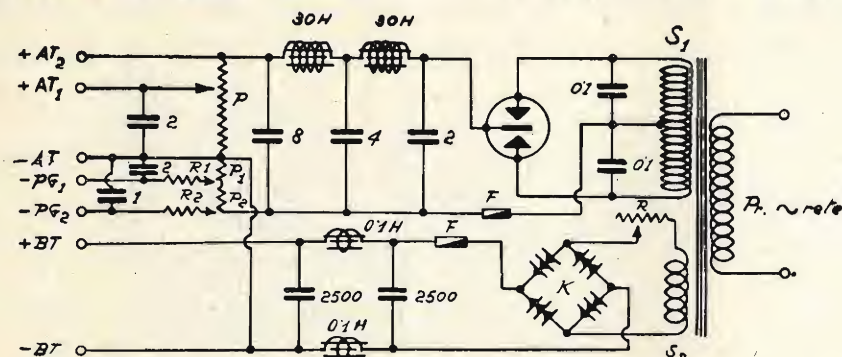 30H 30H
+AT2
+AT1
P
2
8
4
2
S1
0.1
0.1
-AT
-PG1
-PG2
1
2
R1
R2
P1
P2
F
R
Pr. ~ rete
+BT
0.1H
F
2500
2500
K
0.1H
-BT
S2